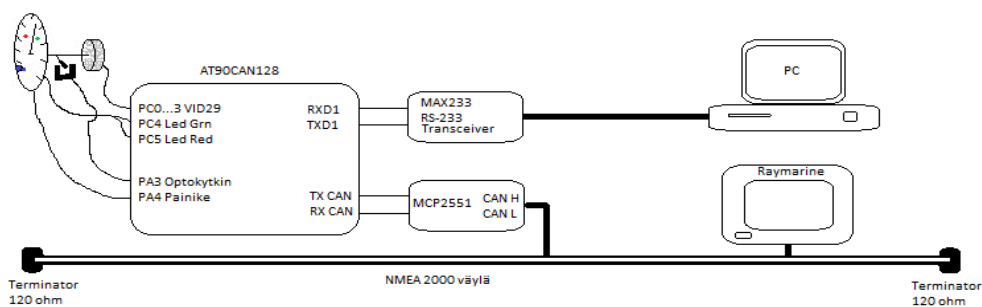 AT90CAN128
PC0...3 VID29
PC4 Led Grn
PC5 Led Red
PA3 Optokytkin
PA4 Painike
RXD1
TXD1
TX CAN
RX CAN
MAX233
RS-233
Transceiver
MCP2551
CAN H
CAN L
PC
Raymarine
NMEA 2000 väylä
Terminator
120 ohm
Terminator
120 ohm